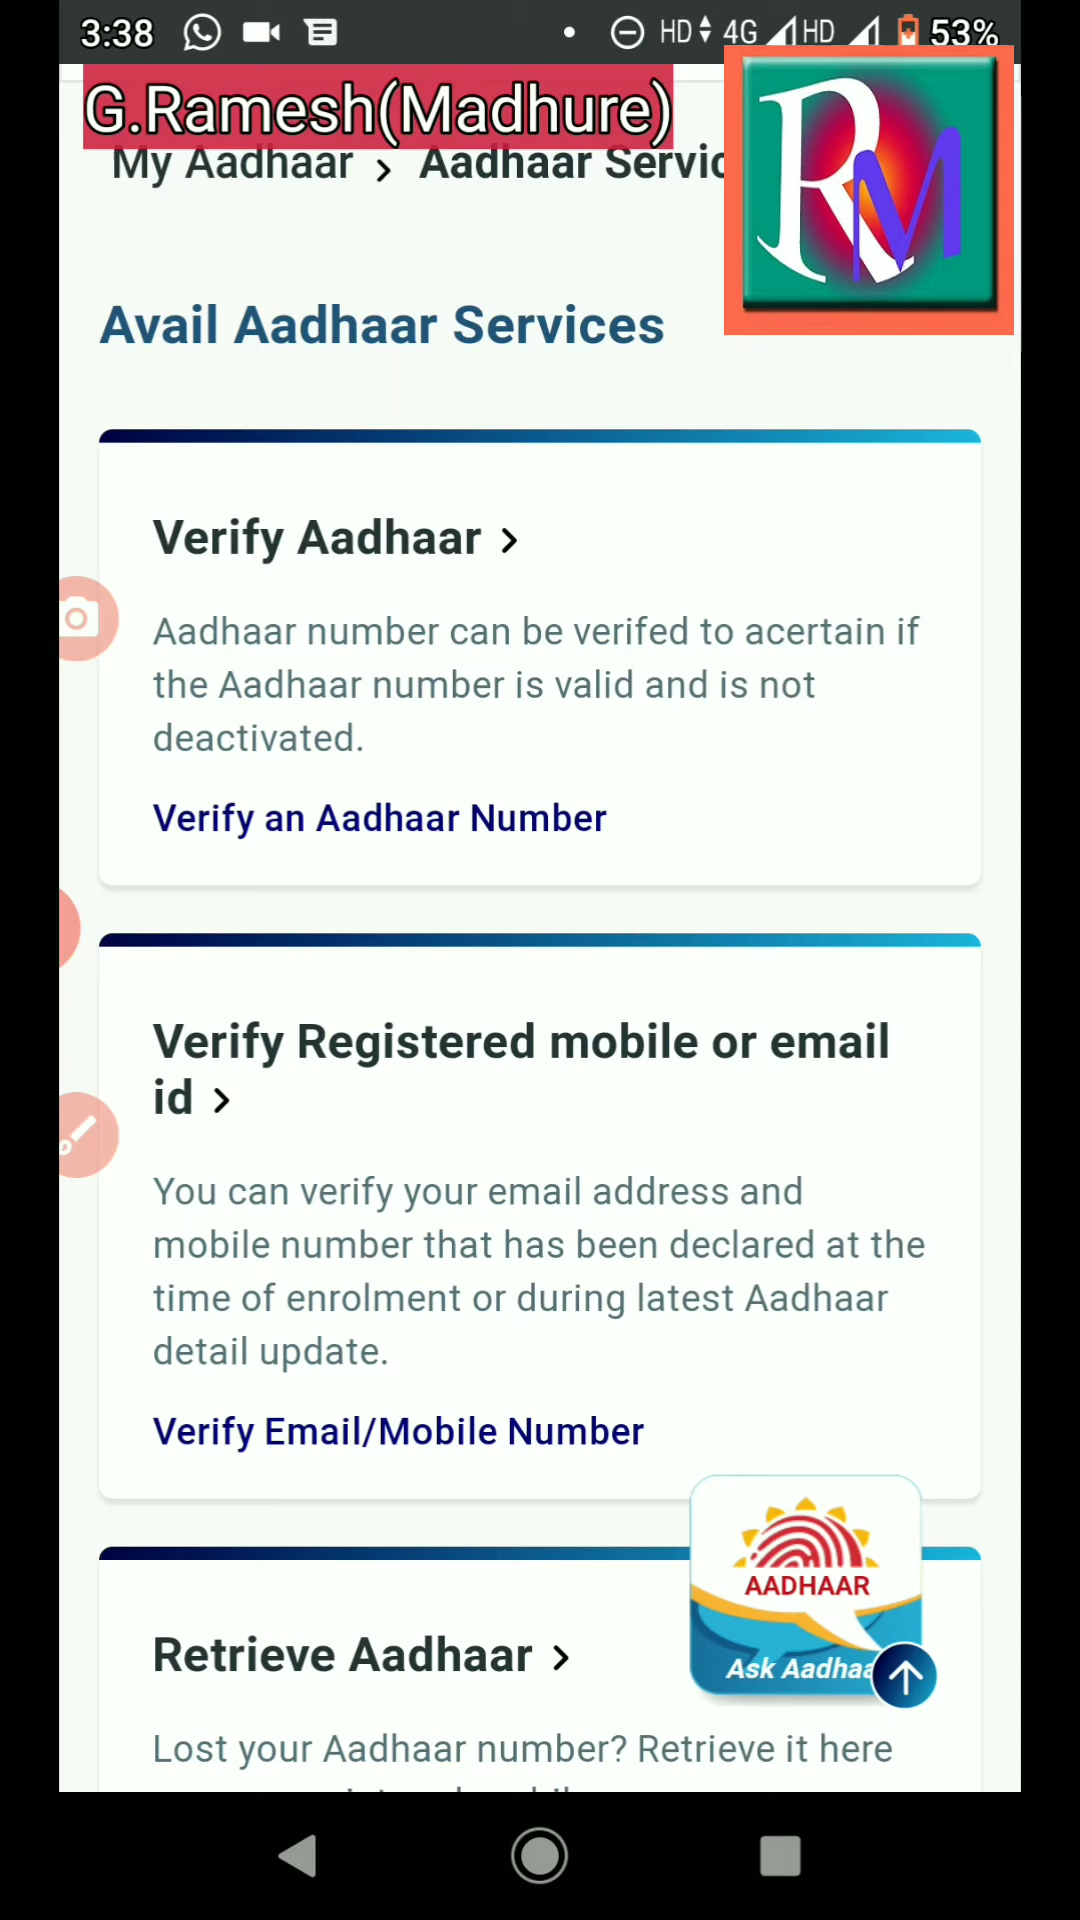 3:38 HD 4G HD 53%
G.Ramesh(Madhure)
RM
My Aadhaar > Aadhaar Servic
Avail Aadhaar Services
Verify Aadhaar >
Aadhaar number can be verifed to acertain if
the Aadhaar number is valid and is not
deactivated.
Verify an Aadhaar Number
Verify Registered mobile or email
id >
You can verify your email address and
mobile number that has been declared at the
time of enrolment or during latest Aadhaar
detail update.
Verify Email/Mobile Number
AADHAAR
Ask Aadhaa
Retrieve Aadhaar >
Lost your Aadhaar number? Retrieve it here